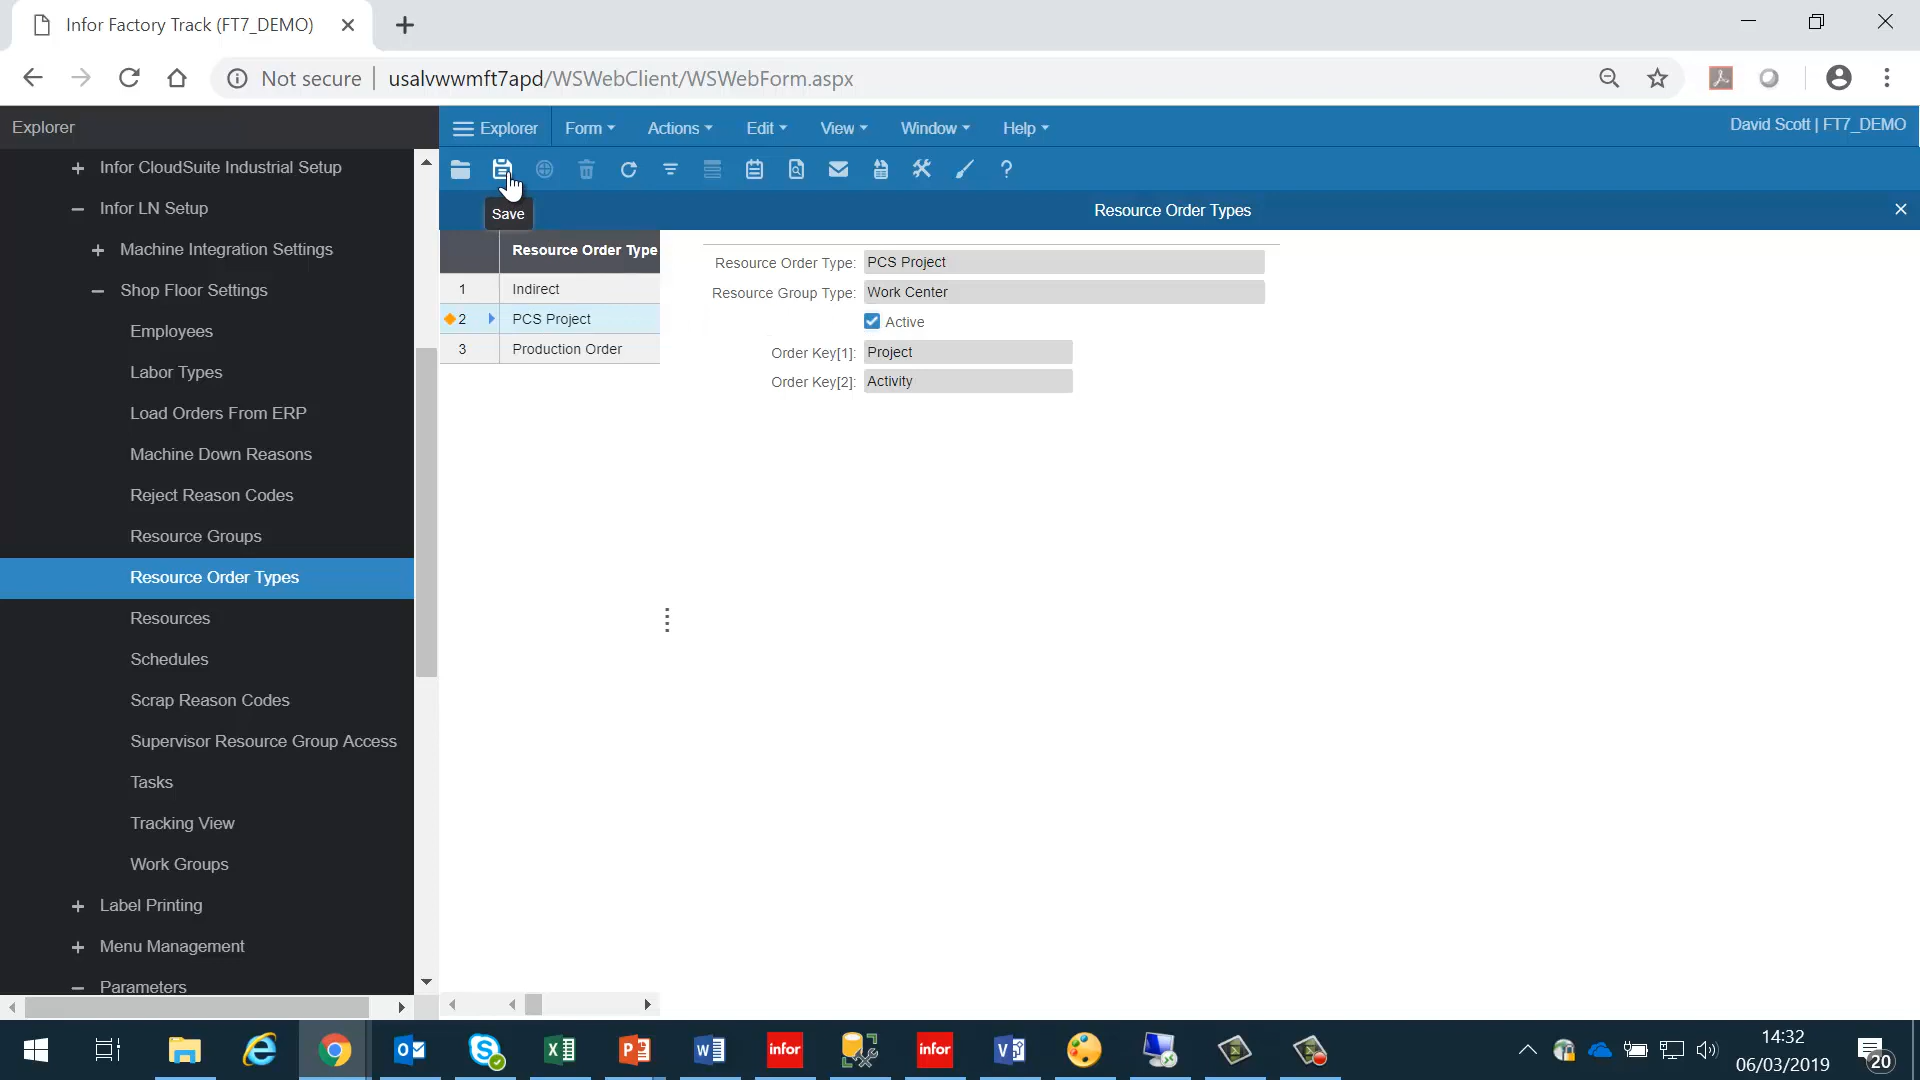 Infor Factory Track (FT7_DEMO)
Not secure
usalvwwmft7apd/WSWebClient/WSWebForm.aspx
Explorer
Explorer Form Actions Edit View Window Help
David Scott | FT7_DEMO
Save
Resource Order Types
Infor CloudSuite Industrial Setup
Infor LN Setup
Machine Integration Settings
Shop Floor Settings
Employees
Labor Types
Load Orders From ERP
Machine Down Reasons
Reject Reason Codes
Resource Groups
Resource Order Types
Resources
Schedules
Scrap Reason Codes
Supervisor Resource Group Access
Tasks
Tracking View
Work Groups
Label Printing
Menu Management
Parameters
Resource Order Type
1 Indirect
2 PCS Project
3 Production Order
Resource Order Type: PCS Project
Resource Group Type: Work Center
Active
Order Key[1]: Project
Order Key[2]: Activity
infor
infor
14:32
06/03/2019
20